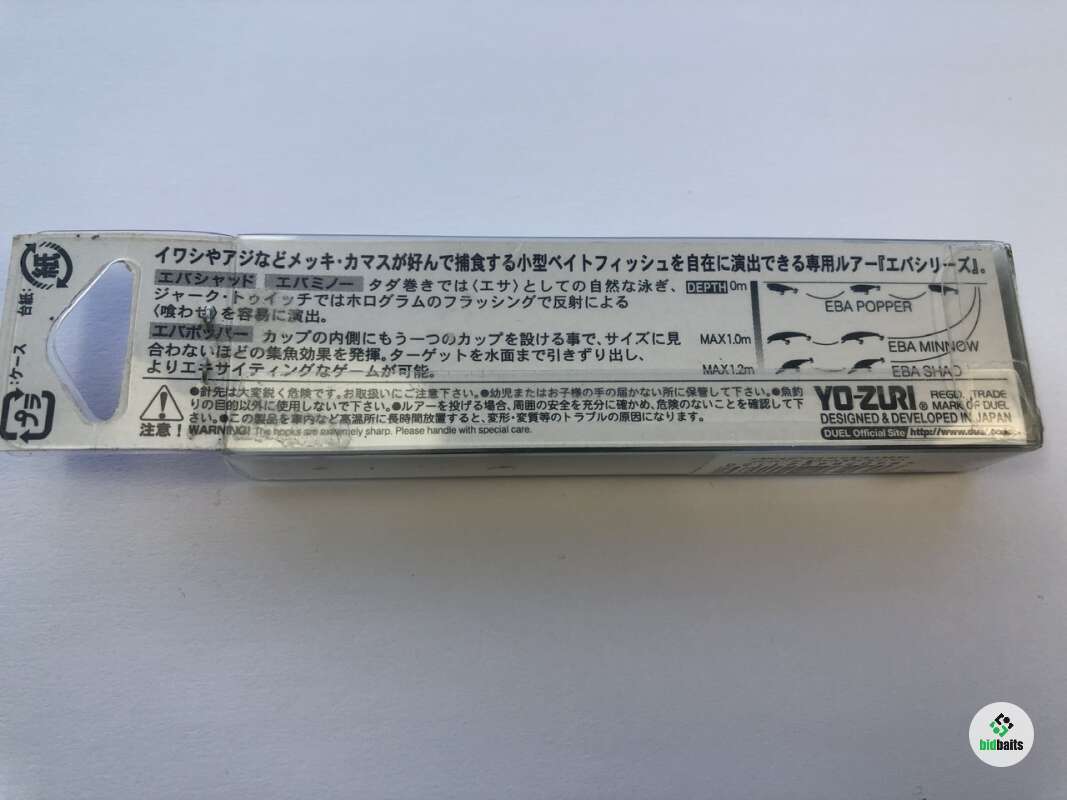 イワシやアジなどメッキ・カマスが好んで捕食する小型ベイトフィッシュを自在に演出できる専用ルアー『エバシリーズ』。
エバシャッド エバミノー タダ巻きでは〈エサ〉としての自然な泳ぎ、
ジャーク・トゥイッチではホログラムのフラッシングで反射による
〈喰わせ〉を容易に演出。
エバポッパー カップの内側にもう一つのカップを設ける事で、サイズに見
合わないほどの集魚効果を発揮。ターゲットを水面まで引きずり出し、
よりエキサイティングなゲームが可能。
DEPTH 0m
EBA POPPER
MAX1.0m
EBA MINNOW
MAX1.2m
EBA SHAD
注意！
●針先は大変鋭く危険です。お取扱いにご注意下さい。●幼児またはお子様の手の届かない所に保管して下さい。●魚釣
りの目的以外に使用しないで下さい。●ルアーを投げる場合、周囲の安全を充分に確かめ、危険のないことを確認して下
さい。●この製品を車内など高温所に長時間放置すると、変形・変質等のトラブルの原因になります。
WARNING! The hooks are extremely sharp. Please handle with special care.
YO-ZURI ® REGD. TRADE
MARK OF DUEL
DESIGNED & DEVELOPED IN JAPAN
DUEL Official Site http://www.duel.co
台紙:
紙
ケース
プラ
bidbaits